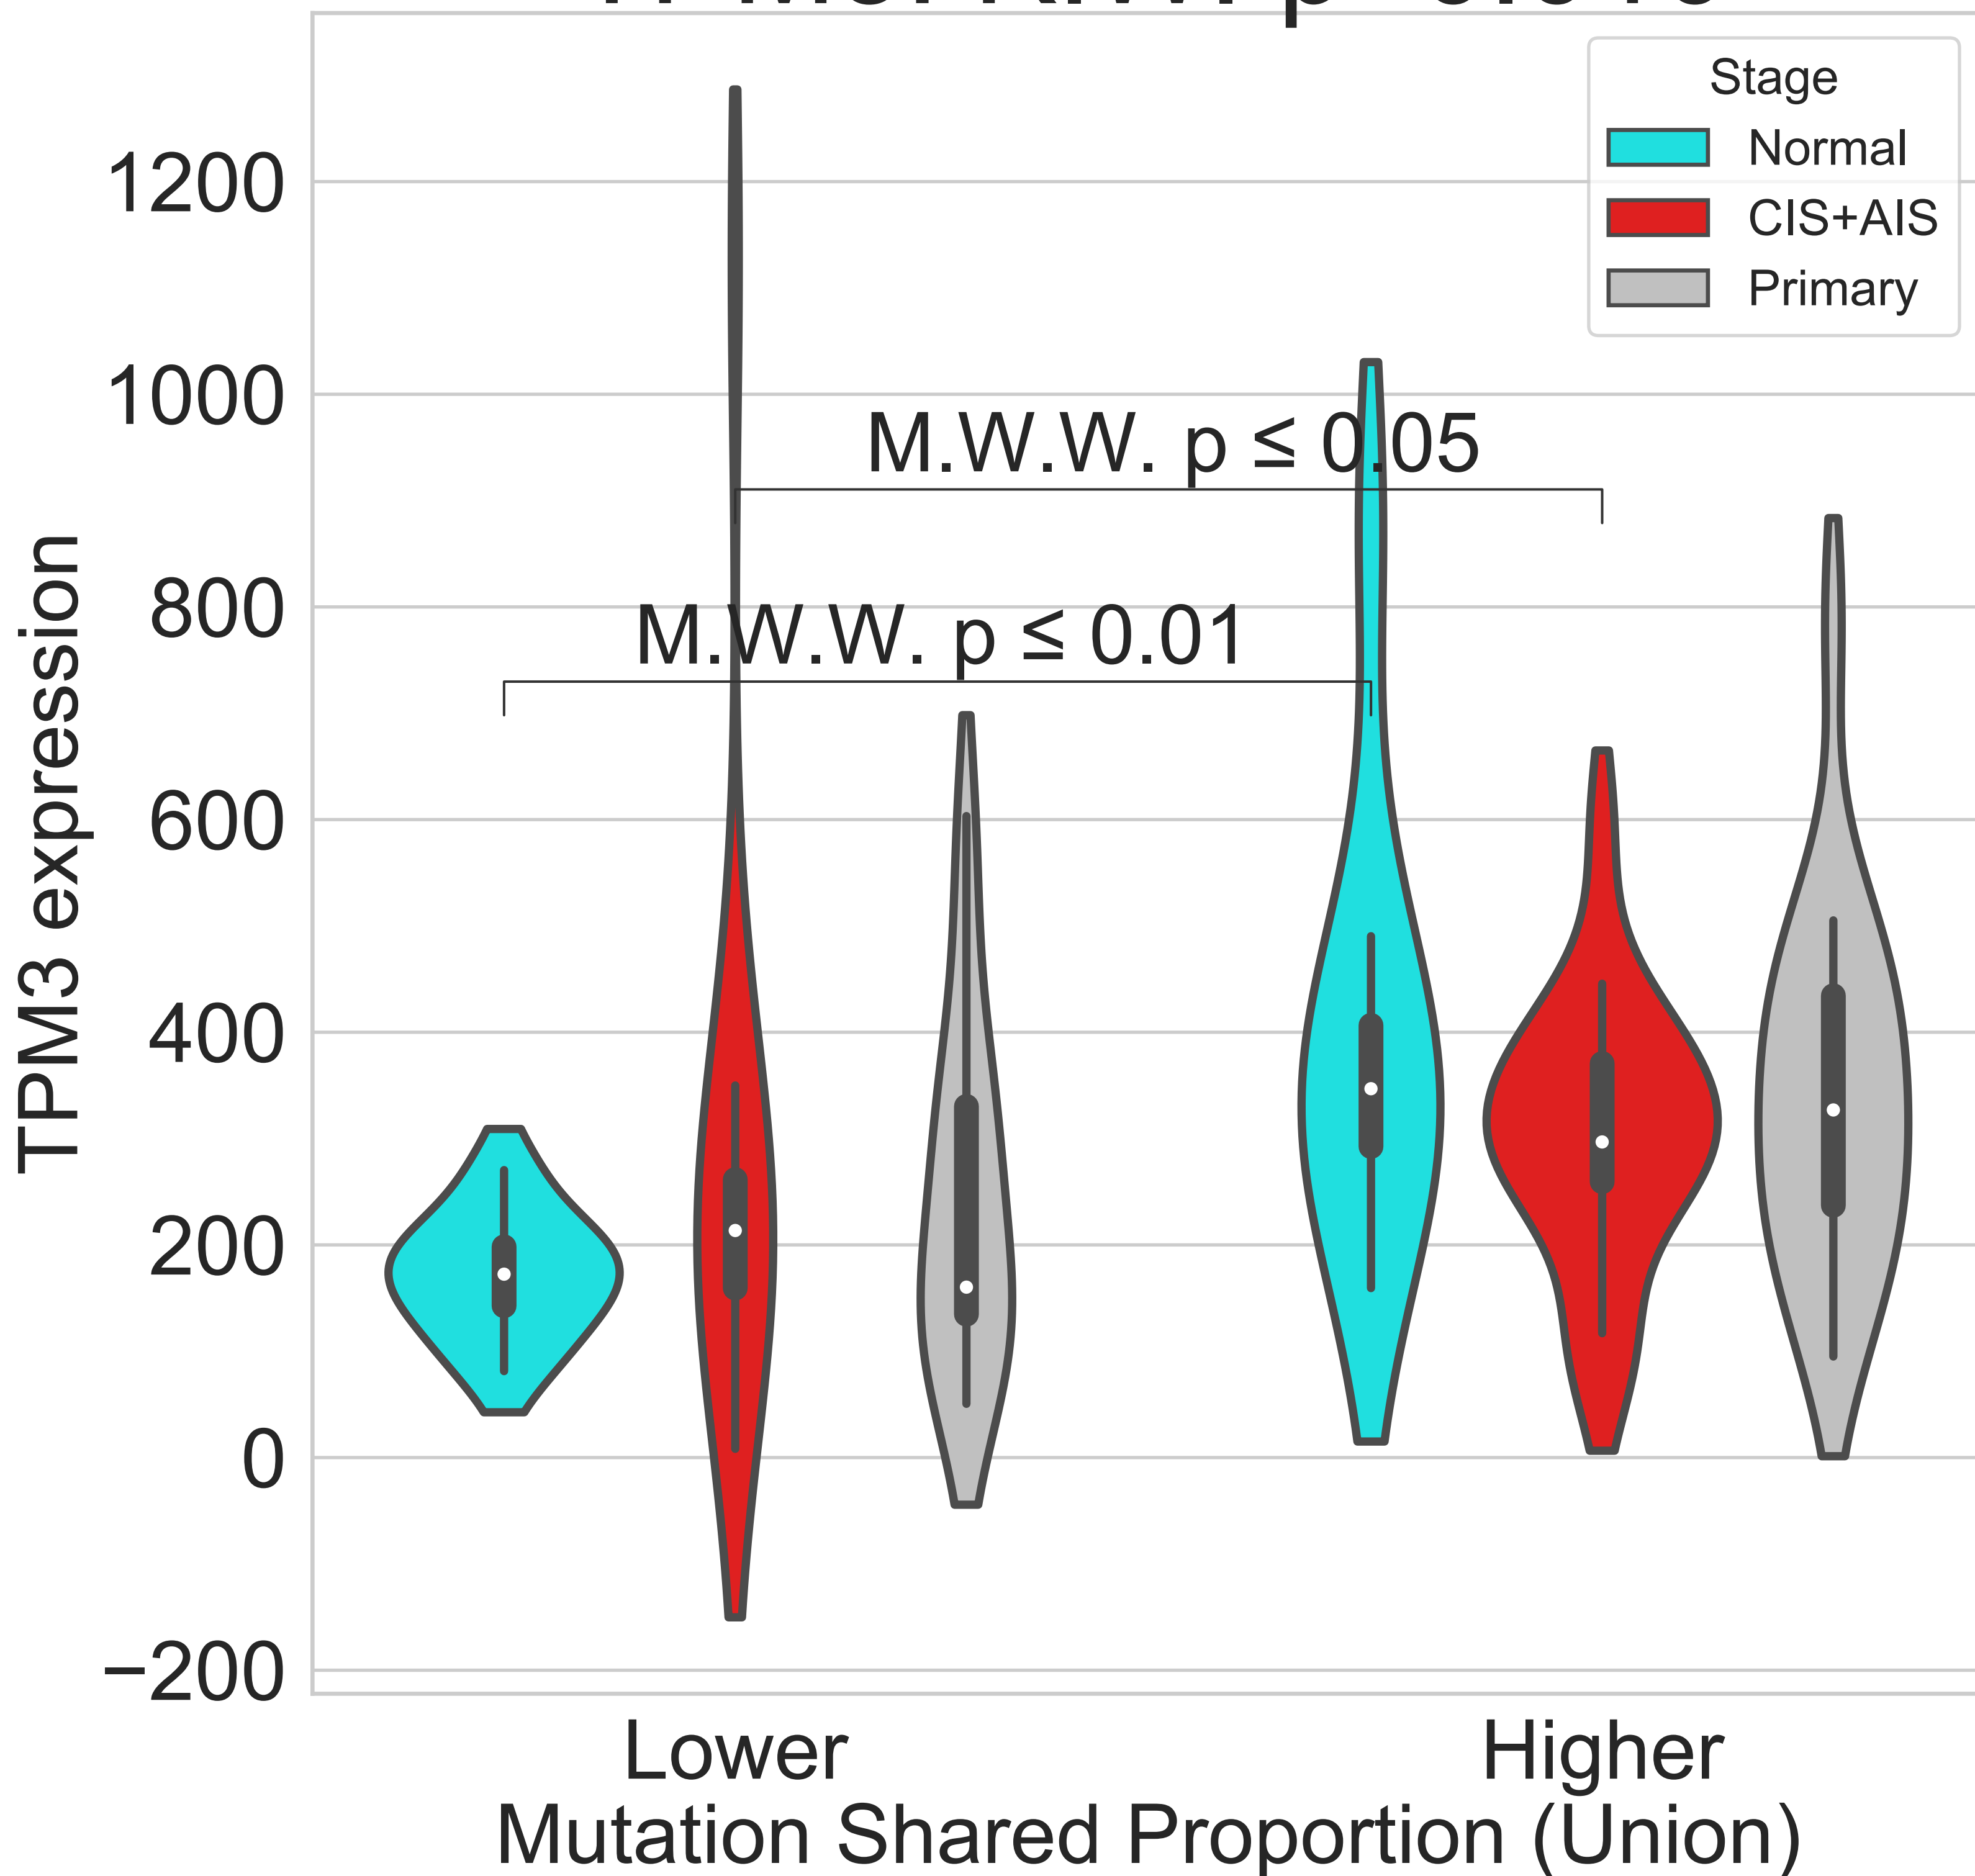 Stage
Normal
CIS+AIS
Primary
1200
1000
800
600
400
200
0
−200
TPM3 expression
M.W.W. p ≤ 0.05
M.W.W. p ≤ 0.01
Lower
Higher
Mutation Shared Proportion (Union)